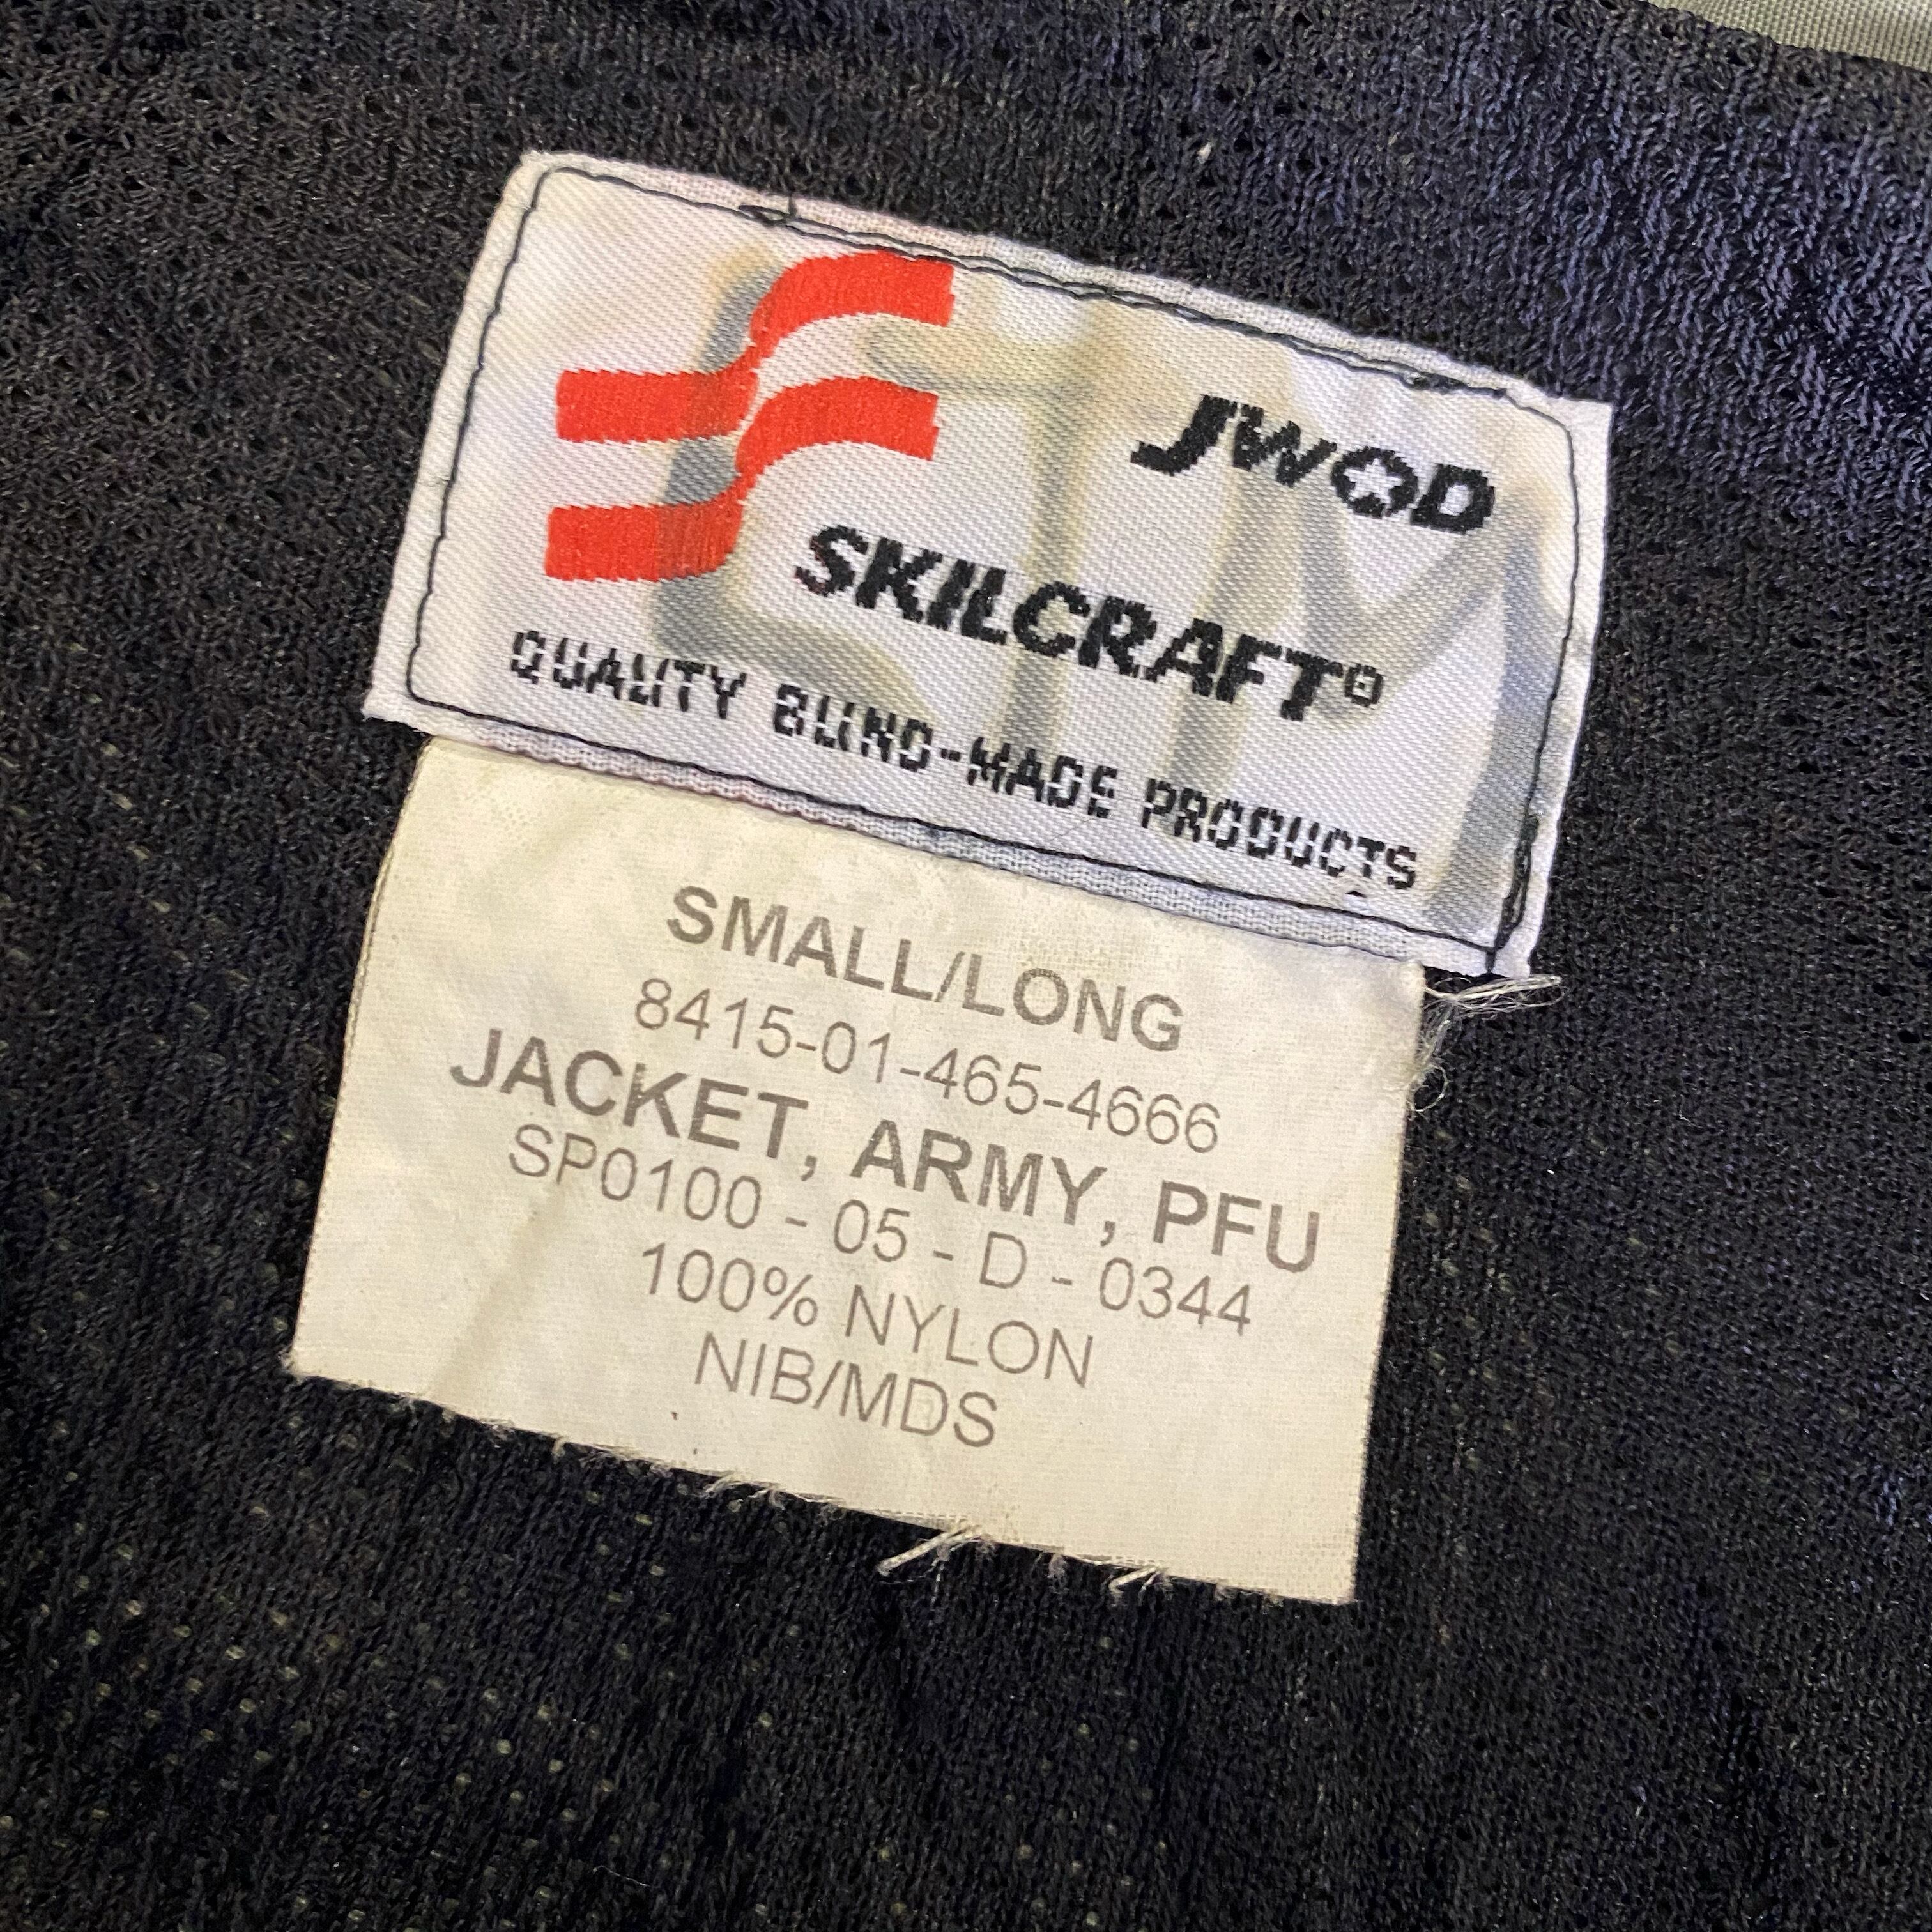 JWOD
SKILCRAFT®
QUALITY BLIND-MADE PRODUCTS
SMALL/LONG
8415-01-465-4666
JACKET, ARMY, PFU
SP0100 - 05 - D - 0344
100% NYLON
NIB/MDS